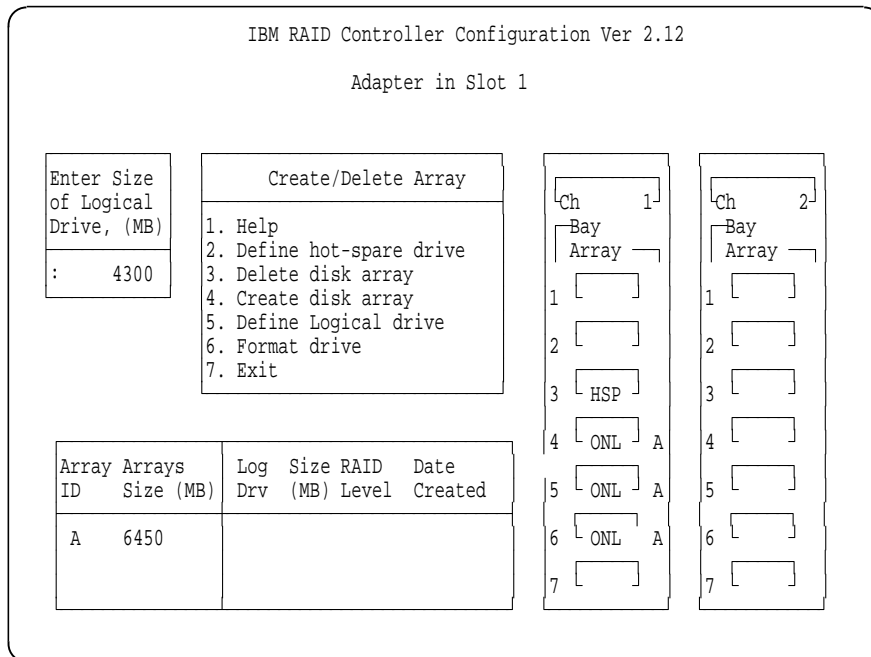 IBM RAID Controller Configuration Ver 2.12
Adapter in Slot 1
Enter Size
of Logical
Drive, (MB)
: 4300
Create/Delete Array
1. Help
2. Define hot-spare drive
3. Delete disk array
4. Create disk array
5. Define Logical drive
6. Format drive
7. Exit
Array Arrays
ID Size (MB)
A 6450
Log Size RAID Date
Drv (MB) Level Created
Ch 1
Bay
Array
1
2
3 HSP
4 ONL A
5 ONL A
6 ONL A
7
Ch 2
Bay
Array
1
2
3
4
5
6
7